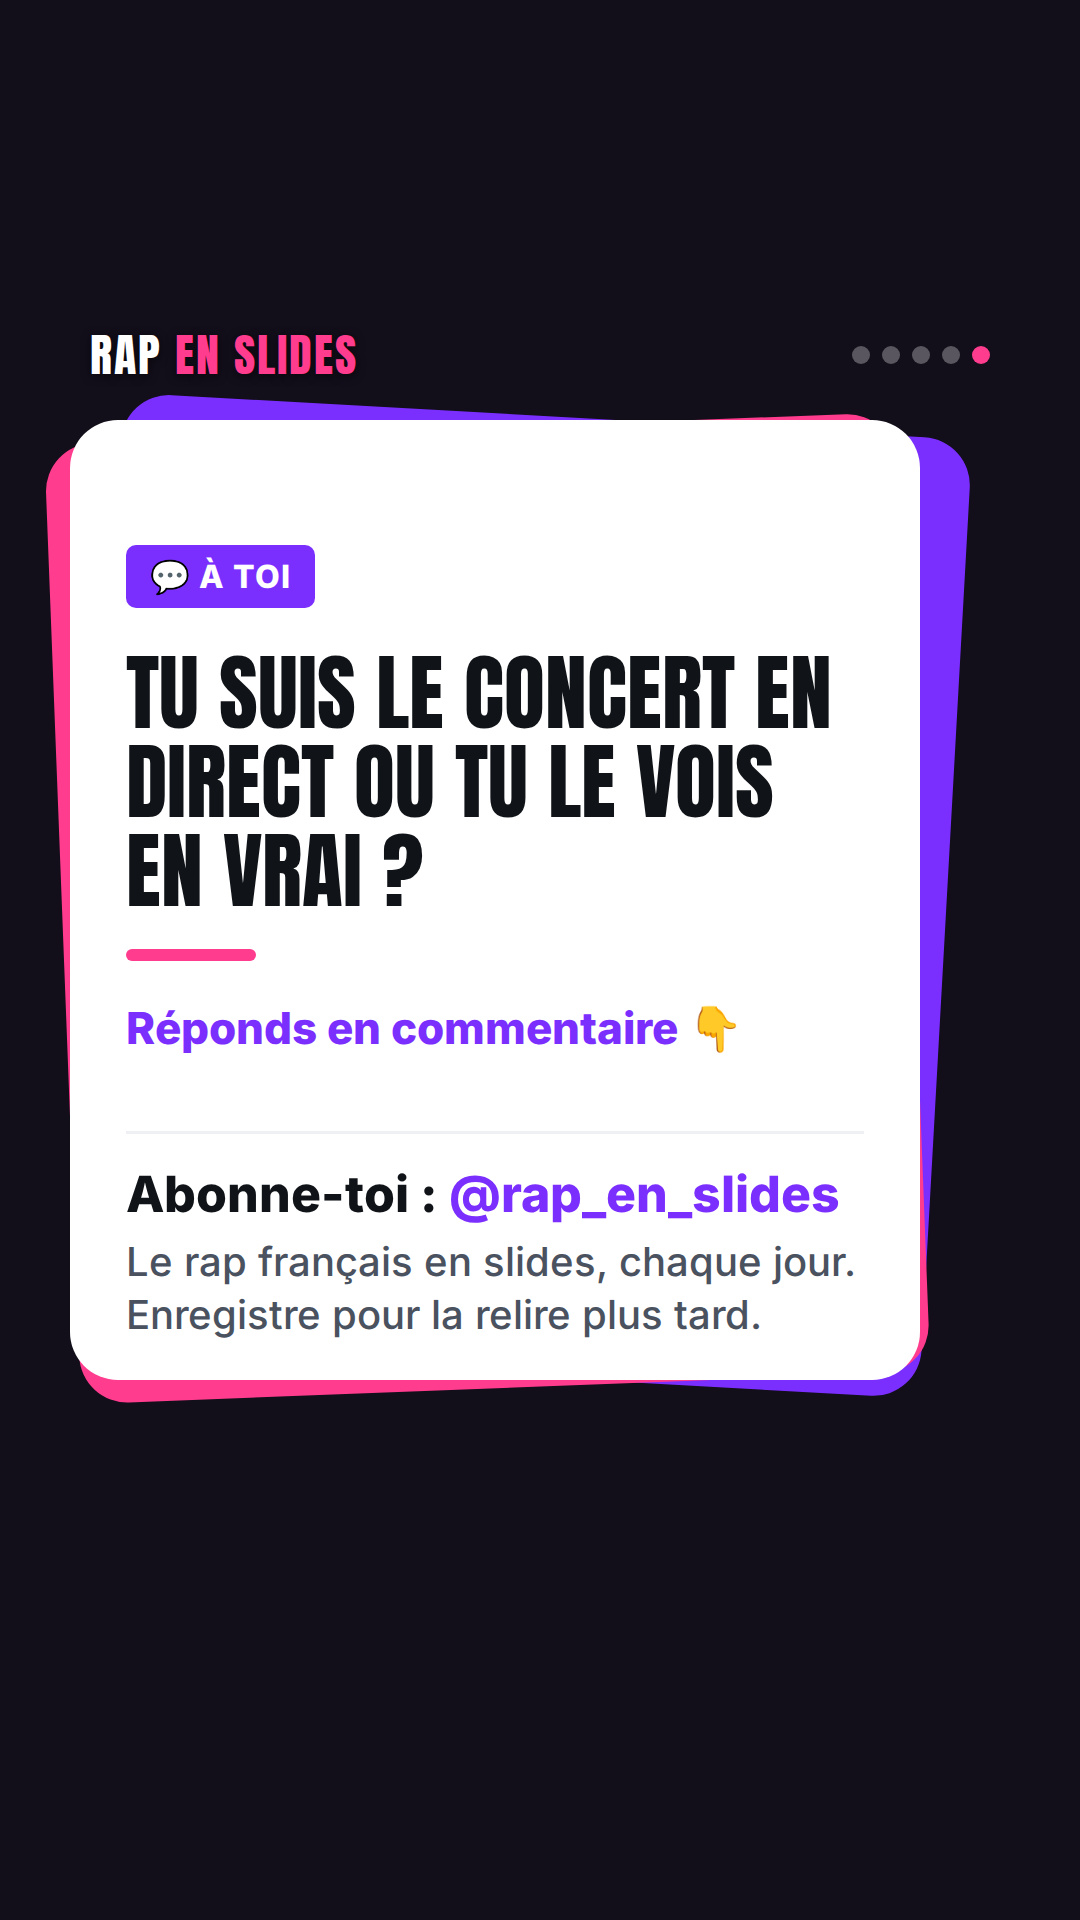 RAP EN SLIDES
💬 À TOI
TU SUIS LE CONCERT EN
DIRECT OU TU LE VOIS
EN VRAI ?
Réponds en commentaire 👇
Abonne-toi : @rap_en_slides
Le rap français en slides, chaque jour.
Enregistre pour la relire plus tard.